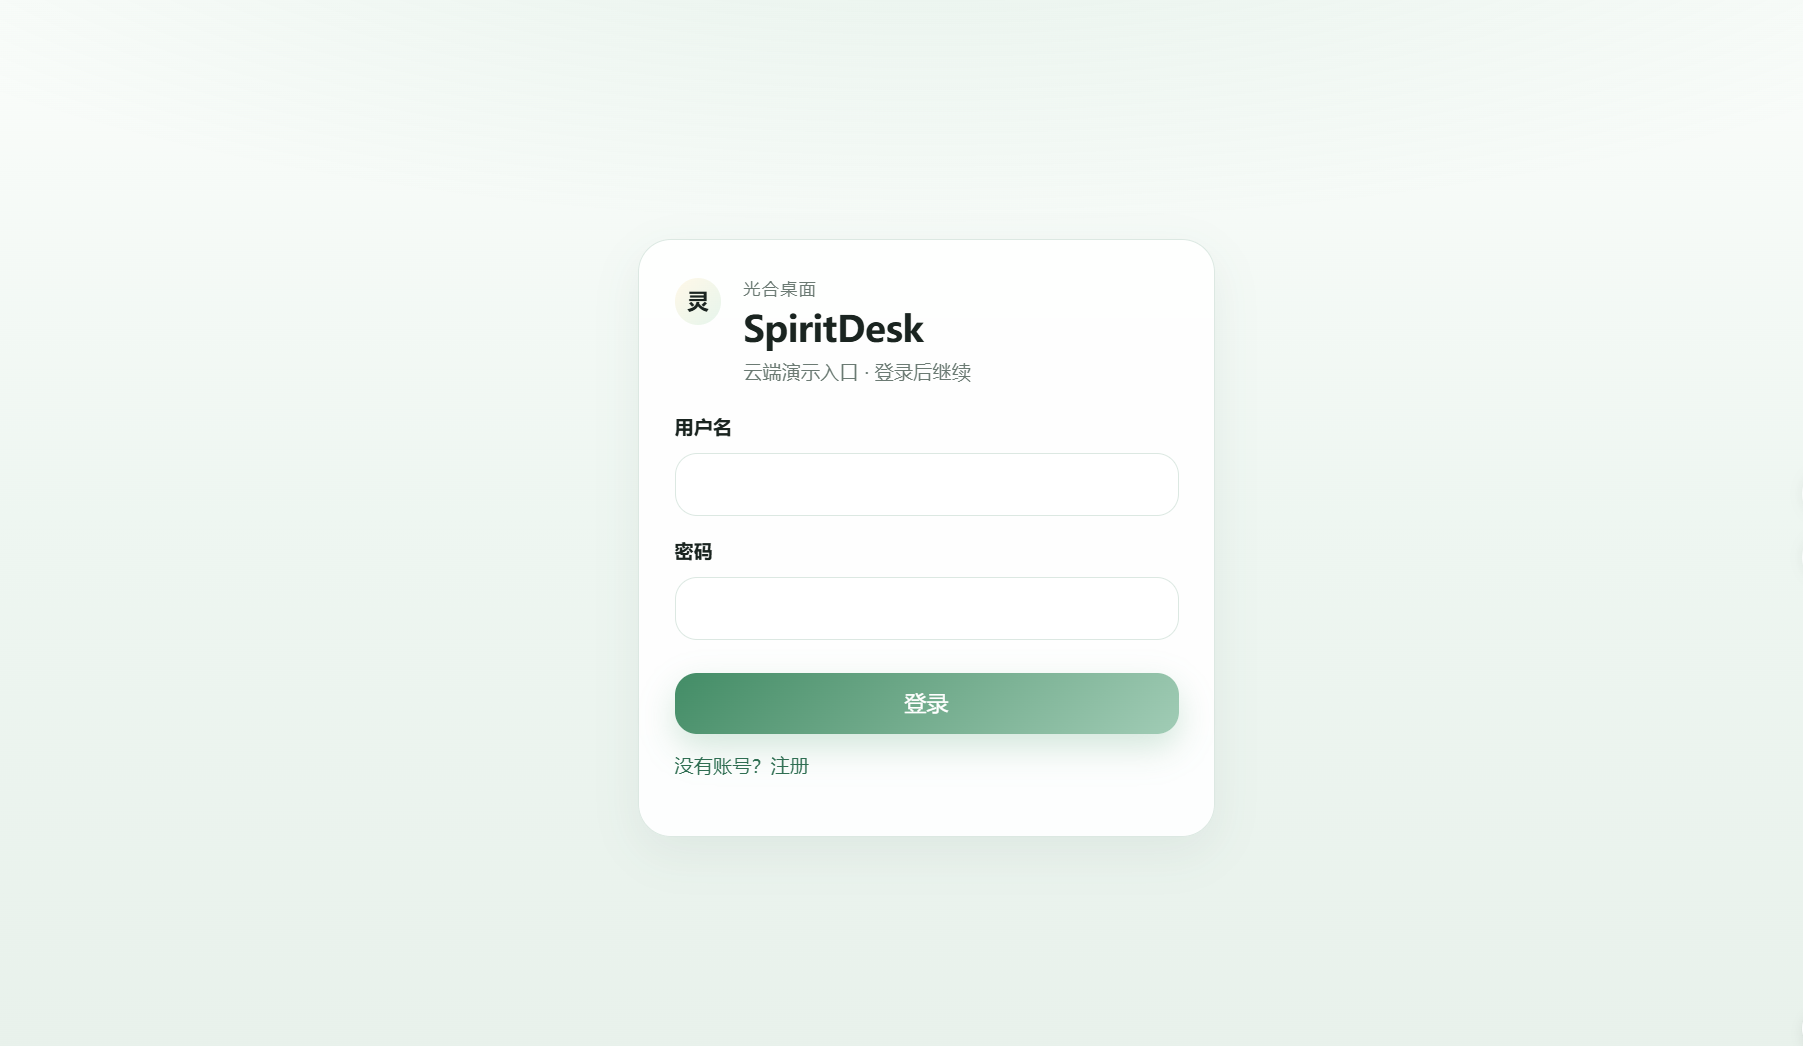 灵
光合桌面
SpiritDesk
云端演示入口 · 登录后继续
用户名
密码
登录
没有账号？注册